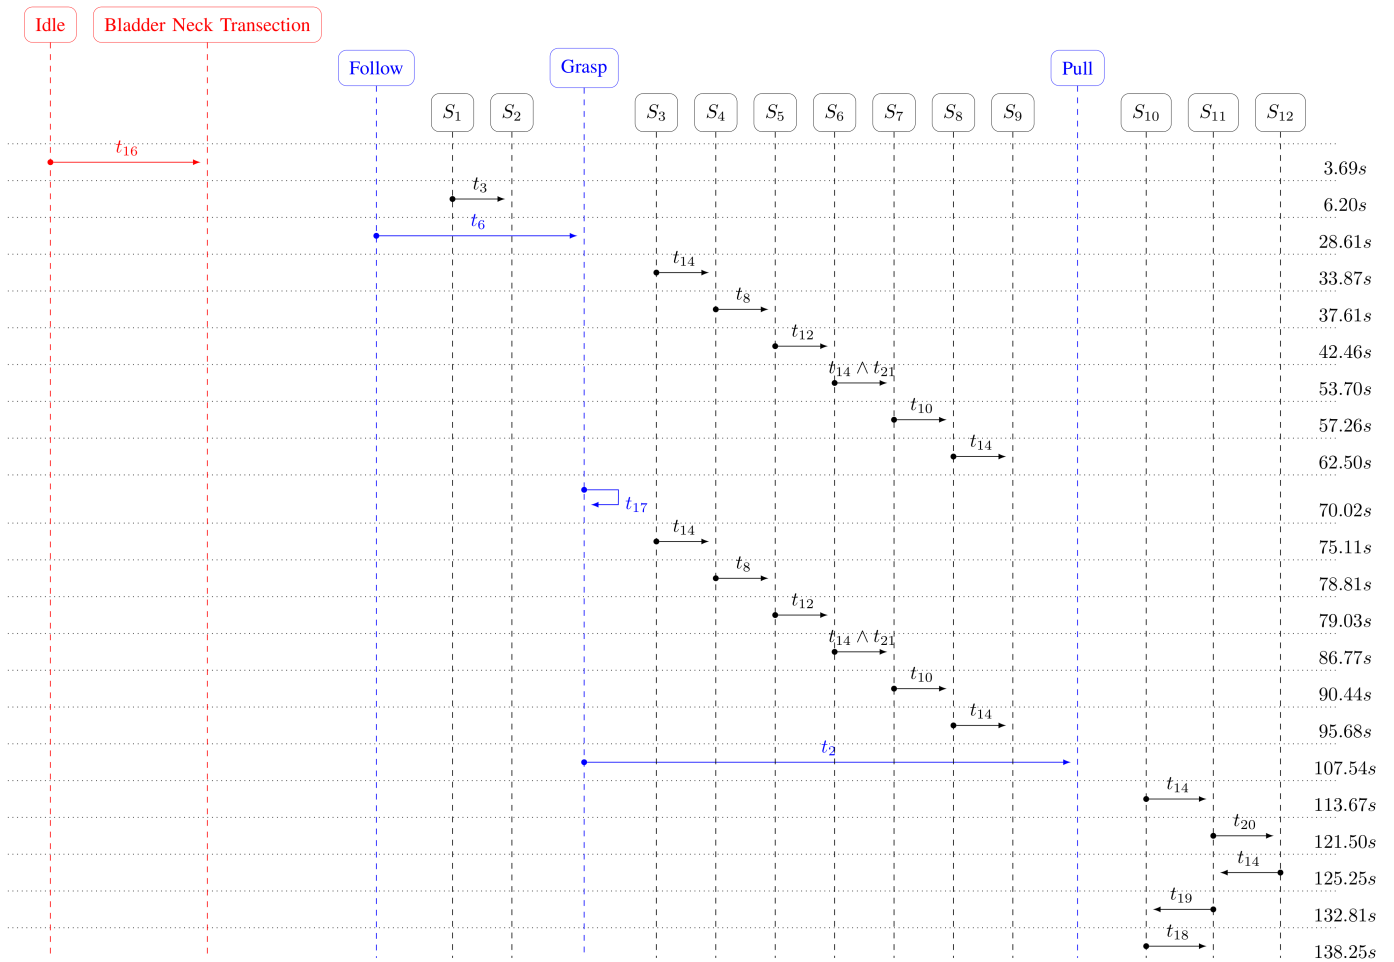 Idle Bladder Neck Transection
Follow Grasp Pull
S₁ S₂ S₃ S₄ S₅ S₆ S₇ S₈ S₉ S₁₀ S₁₁ S₁₂
t₁₆ 3.69s
t₃ 6.20s
t₆ 28.61s
t₁₄ 33.87s
t₈ 37.61s
t₁₂ 42.46s
t₁₄ ∧ t₂₁ 53.70s
t₁₀ 57.26s
t₁₄ 62.50s
t₁₇ 70.02s
t₁₄ 75.11s
t₈ 78.81s
t₁₂ 79.03s
t₁₄ ∧ t₂₁ 86.77s
t₁₀ 90.44s
t₁₄ 95.68s
t₂ 107.54s
t₁₄ 113.67s
t₂₀ 121.50s
t₁₄ 125.25s
t₁₉ 132.81s
t₁₈ 138.25s